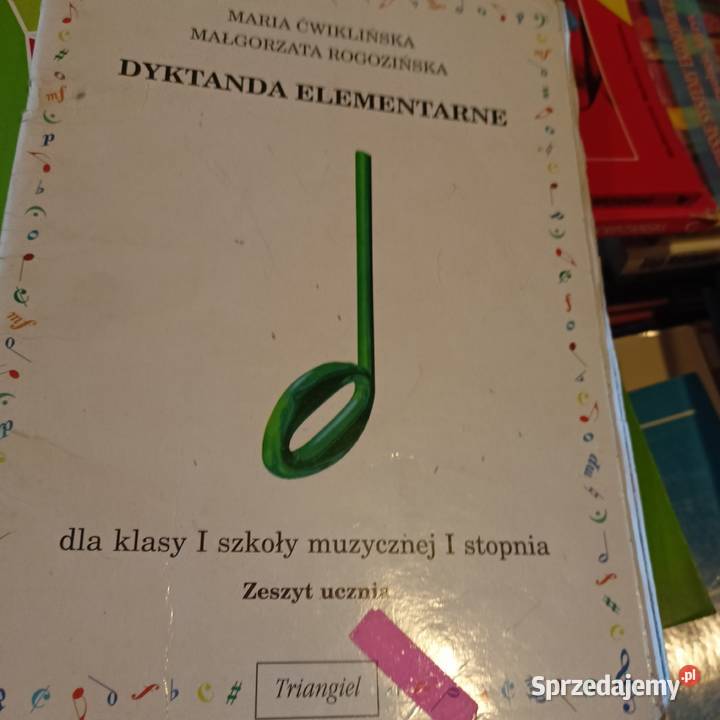 MARIA ĆWIKLIŃSKA
MAŁGORZATA ROGOZIŃSKA
DYKTANDA ELEMENTARNE
dla klasy I szkoły muzycznej I stopnia
Zeszyt ucznia
Triangiel
Sprzedajemy.pl